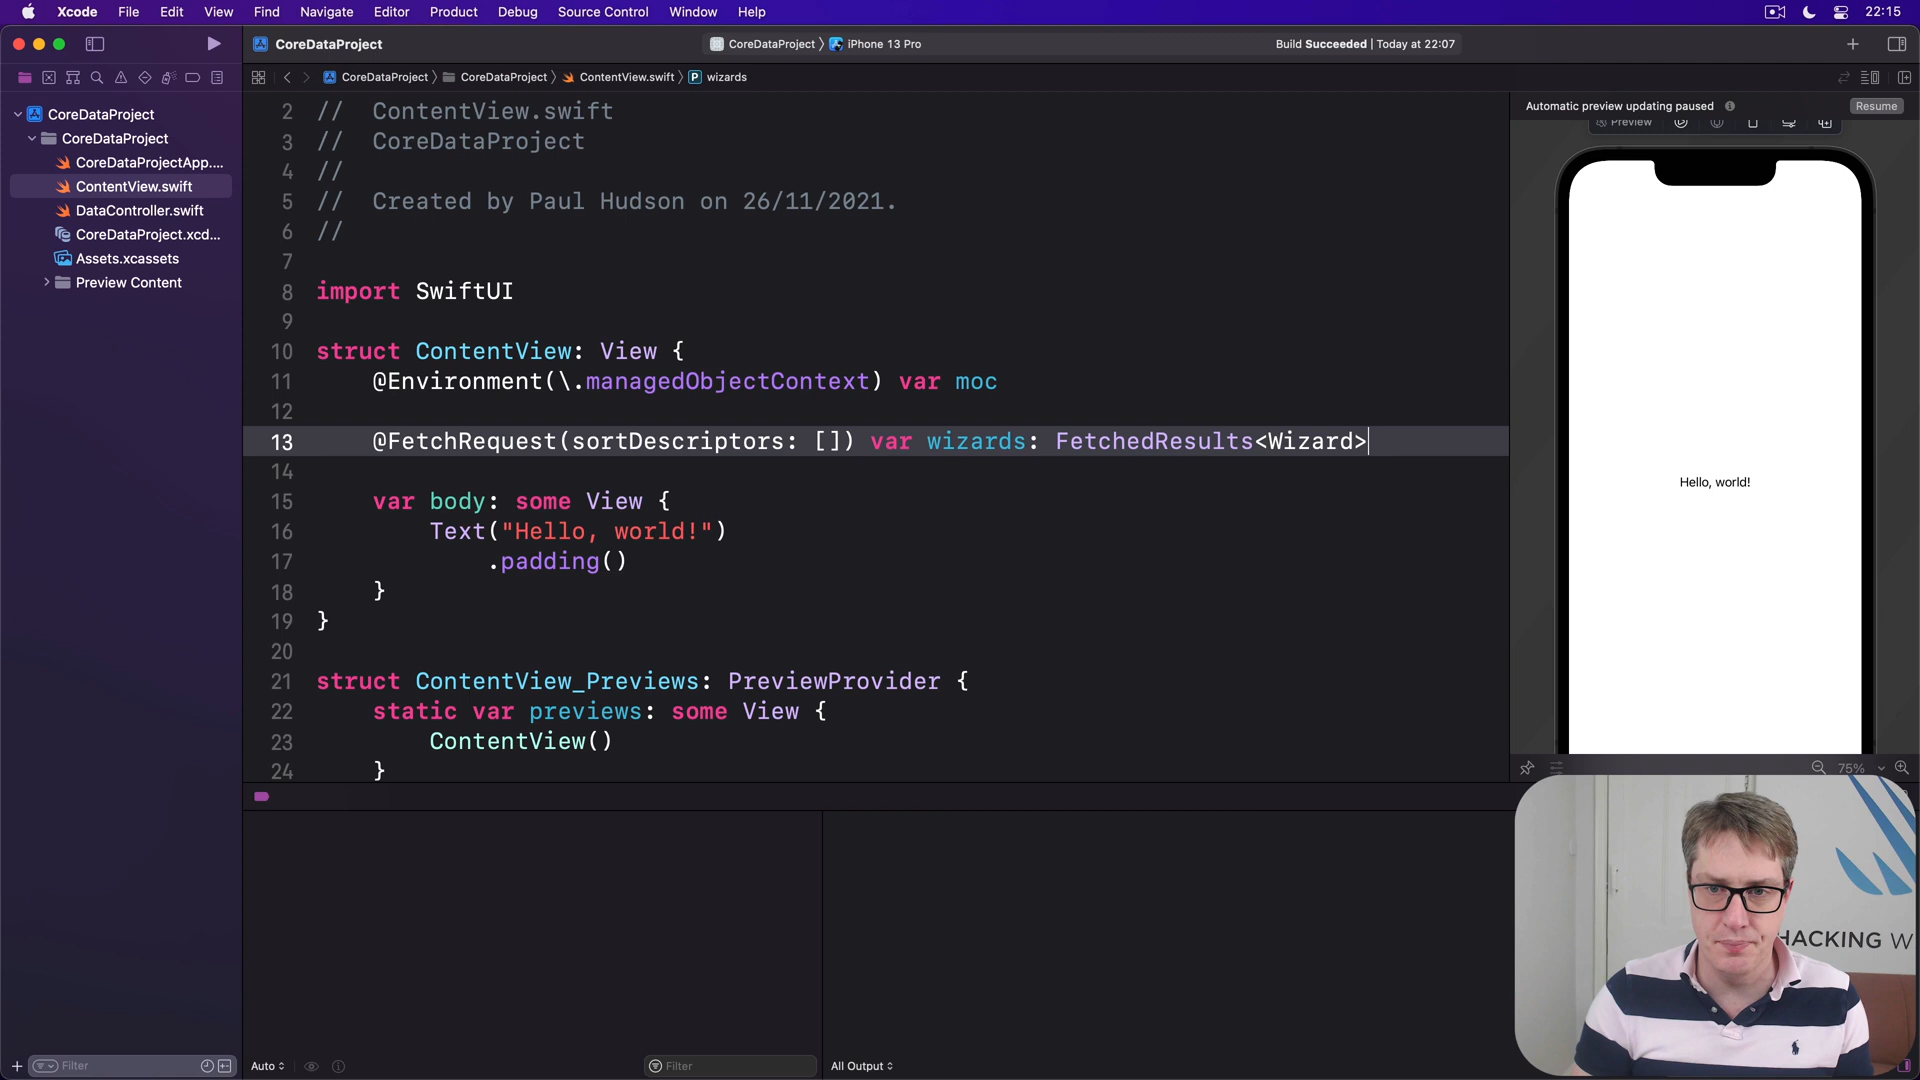 Xcode File Edit View Find Navigate Editor Product Debug Source Control Window Help 22:15
CoreDataProject CoreDataProject iPhone 13 Pro Build Succeeded | Today at 22:07
CoreDataProject CoreDataProject ContentView.swift P wizards
CoreDataProject
CoreDataProject
CoreDataProjectApp....
ContentView.swift
DataController.swift
CoreDataProject.xcd...
Assets.xcassets
Preview Content
2 // ContentView.swift
3 // CoreDataProject
4 //
5 // Created by Paul Hudson on 26/11/2021.
6 //
7
8 import SwiftUI
9
10 struct ContentView: View {
11 @Environment(\.managedObjectContext) var moc
12
13 @FetchRequest(sortDescriptors: []) var wizards: FetchedResults<Wizard>
14
15 var body: some View {
16 Text("Hello, world!")
17 .padding()
18 }
19 }
20
21 struct ContentView_Previews: PreviewProvider {
22 static var previews: some View {
23 ContentView()
24 }
Automatic preview updating paused Resume
Preview
Hello, world!
75%
HACKING W
Filter
Auto
Filter
All Output